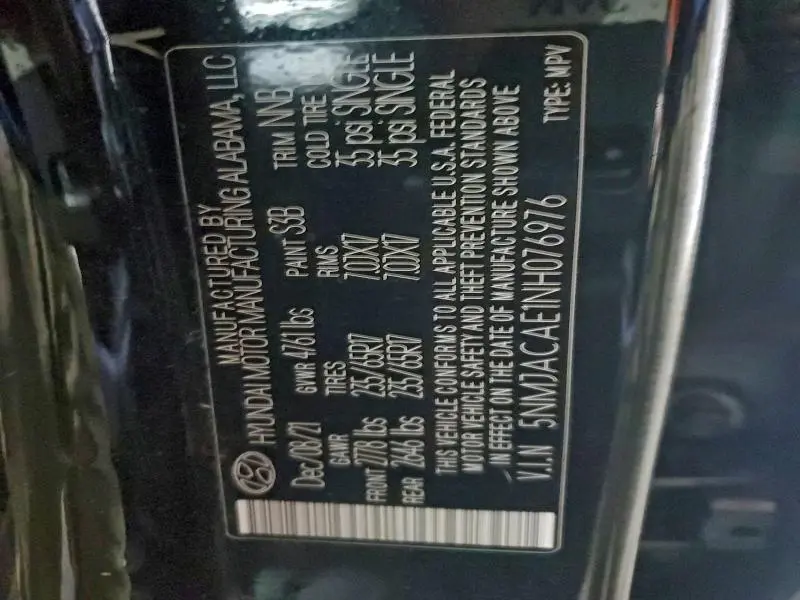 MANUFACTURED BY
HYUNDAI MOTOR MANUFACTURING ALABAMA, LLC
Dec/08/21 GVWR 4761 lbs PAINT S3B TRIM NNB
GAWR TIRES RIMS COLD TIRE
FRONT 2778 lbs 235/65R17 7.0JX17 35 psi SINGLE
REAR 2646 lbs 235/65R17 7.0JX17 35 psi SINGLE
THIS VEHICLE CONFORMS TO ALL APPLICABLE U.S.A. FEDERAL
MOTOR VEHICLE SAFETY AND THEFT PREVENTION STANDARDS
IN EFFECT ON THE DATE OF MANUFACTURE SHOWN ABOVE
V.I.N 5NMJACAE1NH076976 TYPE: MPV